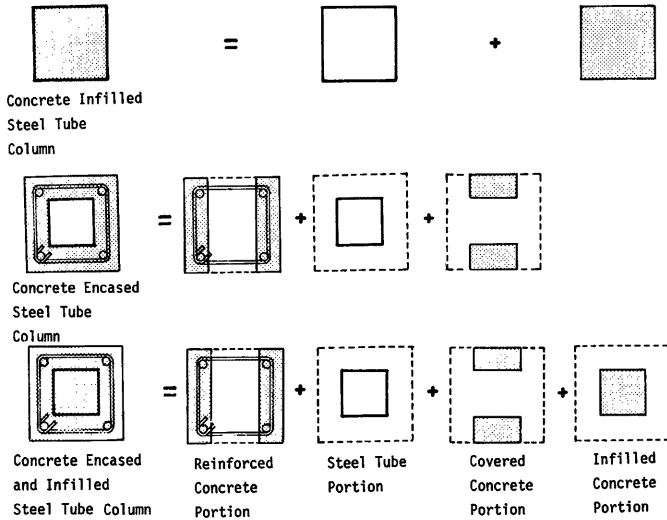 =
+
Concrete Infilled
Steel Tube
Column
=
+
+
Concrete Encased
Steel Tube
Column
=
+
+
+
Concrete Encased
and Infilled
Steel Tube Column
Reinforced
Concrete
Portion
Steel Tube
Portion
Covered
Concrete
Portion
Infilled
Concrete
Portion